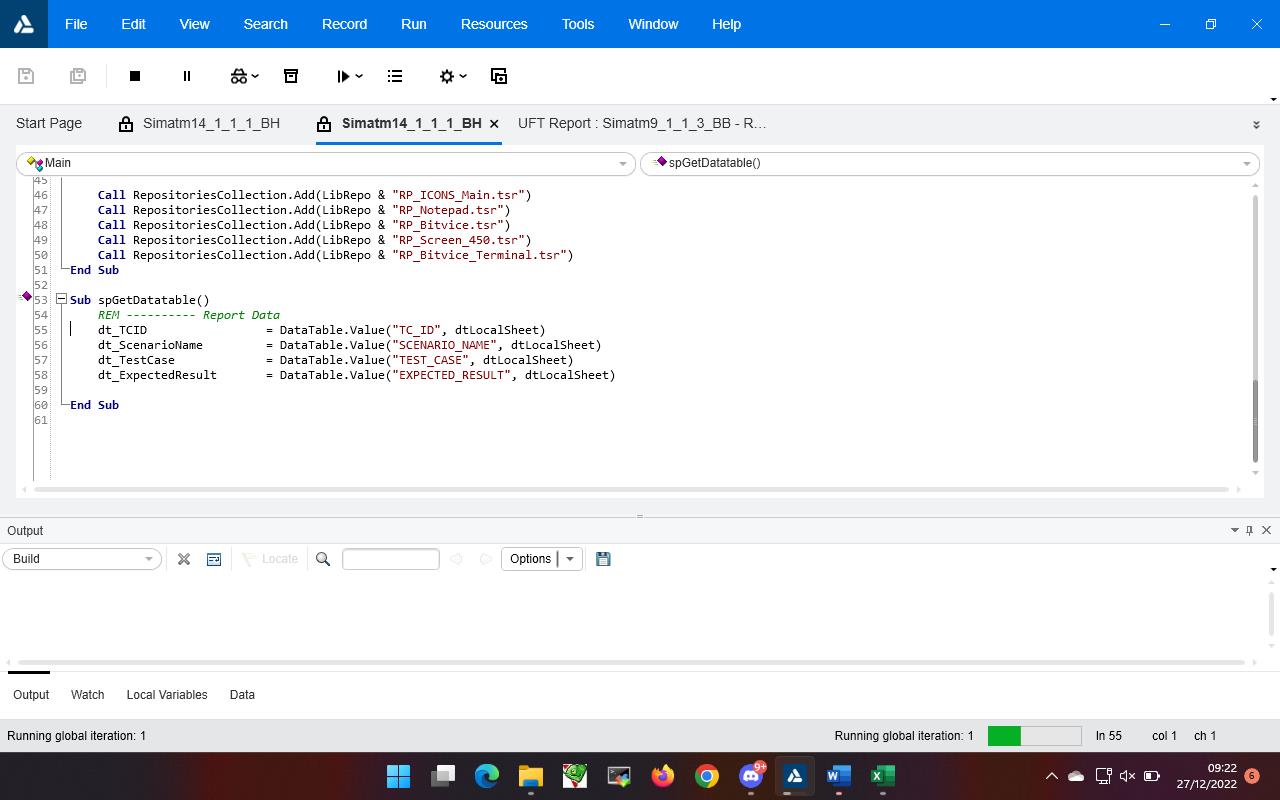 File Edit View Search Record Run Resources Tools Window Help
Start Page Simatm14_1_1_1_BH Simatm14_1_1_1_BH UFT Report : Simatm9_1_1_3_BB - R...
Main spGetDatatable()
45
46 Call RepositoriesCollection.Add(LibRepo & "RP_ICONS_Main.tsr")
47 Call RepositoriesCollection.Add(LibRepo & "RP_Notepad.tsr")
48 Call RepositoriesCollection.Add(LibRepo & "RP_Bitvice.tsr")
49 Call RepositoriesCollection.Add(LibRepo & "RP_Screen_450.tsr")
50 Call RepositoriesCollection.Add(LibRepo & "RP_Bitvice_Terminal.tsr")
51 End Sub
52
53 Sub spGetDatatable()
54 REM ---------- Report Data
55 dt_TCID = DataTable.Value("TC_ID", dtLocalSheet)
56 dt_ScenarioName = DataTable.Value("SCENARIO_NAME", dtLocalSheet)
57 dt_TestCase = DataTable.Value("TEST_CASE", dtLocalSheet)
58 dt_ExpectedResult = DataTable.Value("EXPECTED_RESULT", dtLocalSheet)
59
60 End Sub
61
Output
Build Locate Options
Output Watch Local Variables Data
Running global iteration: 1 Running global iteration: 1 ln 55 col 1 ch 1
9+ 09:22
27/12/2022 6